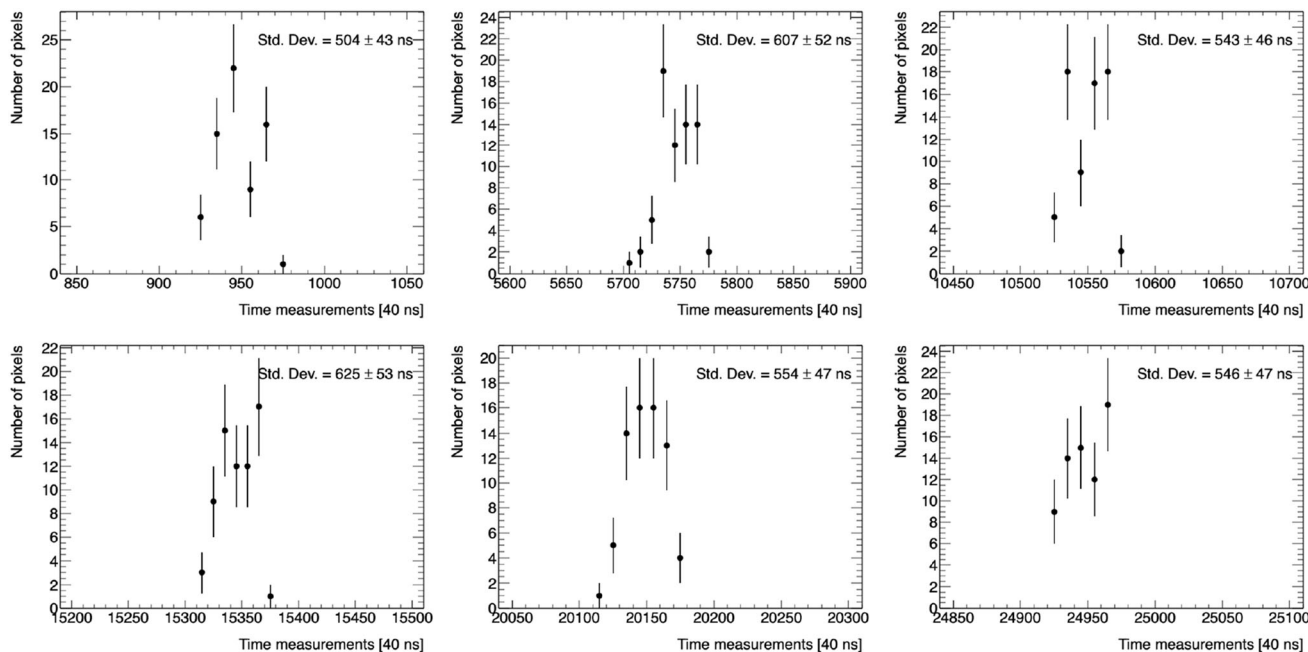 Number of pixels
25
20
15
10
5
0
850 900 950 1000 1050
Time measurements [40 ns]
Std. Dev. = 504 ± 43 ns
Number of pixels
24
22
20
18
16
14
12
10
8
6
4
2
0
5600 5650 5700 5750 5800 5850 5900
Time measurements [40 ns]
Std. Dev. = 607 ± 52 ns
Number of pixels
22
20
18
16
14
12
10
8
6
4
2
0
10450 10500 10550 10600 10650 10700
Time measurements [40 ns]
Std. Dev. = 543 ± 46 ns
Number of pixels
22
20
18
16
14
12
10
8
6
4
2
0
15200 15250 15300 15350 15400 15450 15500
Time measurements [40 ns]
Std. Dev. = 625 ± 53 ns
Number of pixels
20
18
16
14
12
10
8
6
4
2
0
20050 20100 20150 20200 20250 20300
Time measurements [40 ns]
Std. Dev. = 554 ± 47 ns
Number of pixels
24
22
20
18
16
14
12
10
8
6
4
2
0
24850 24900 24950 25000 25050 25100
Time measurements [40 ns]
Std. Dev. = 546 ± 47 ns